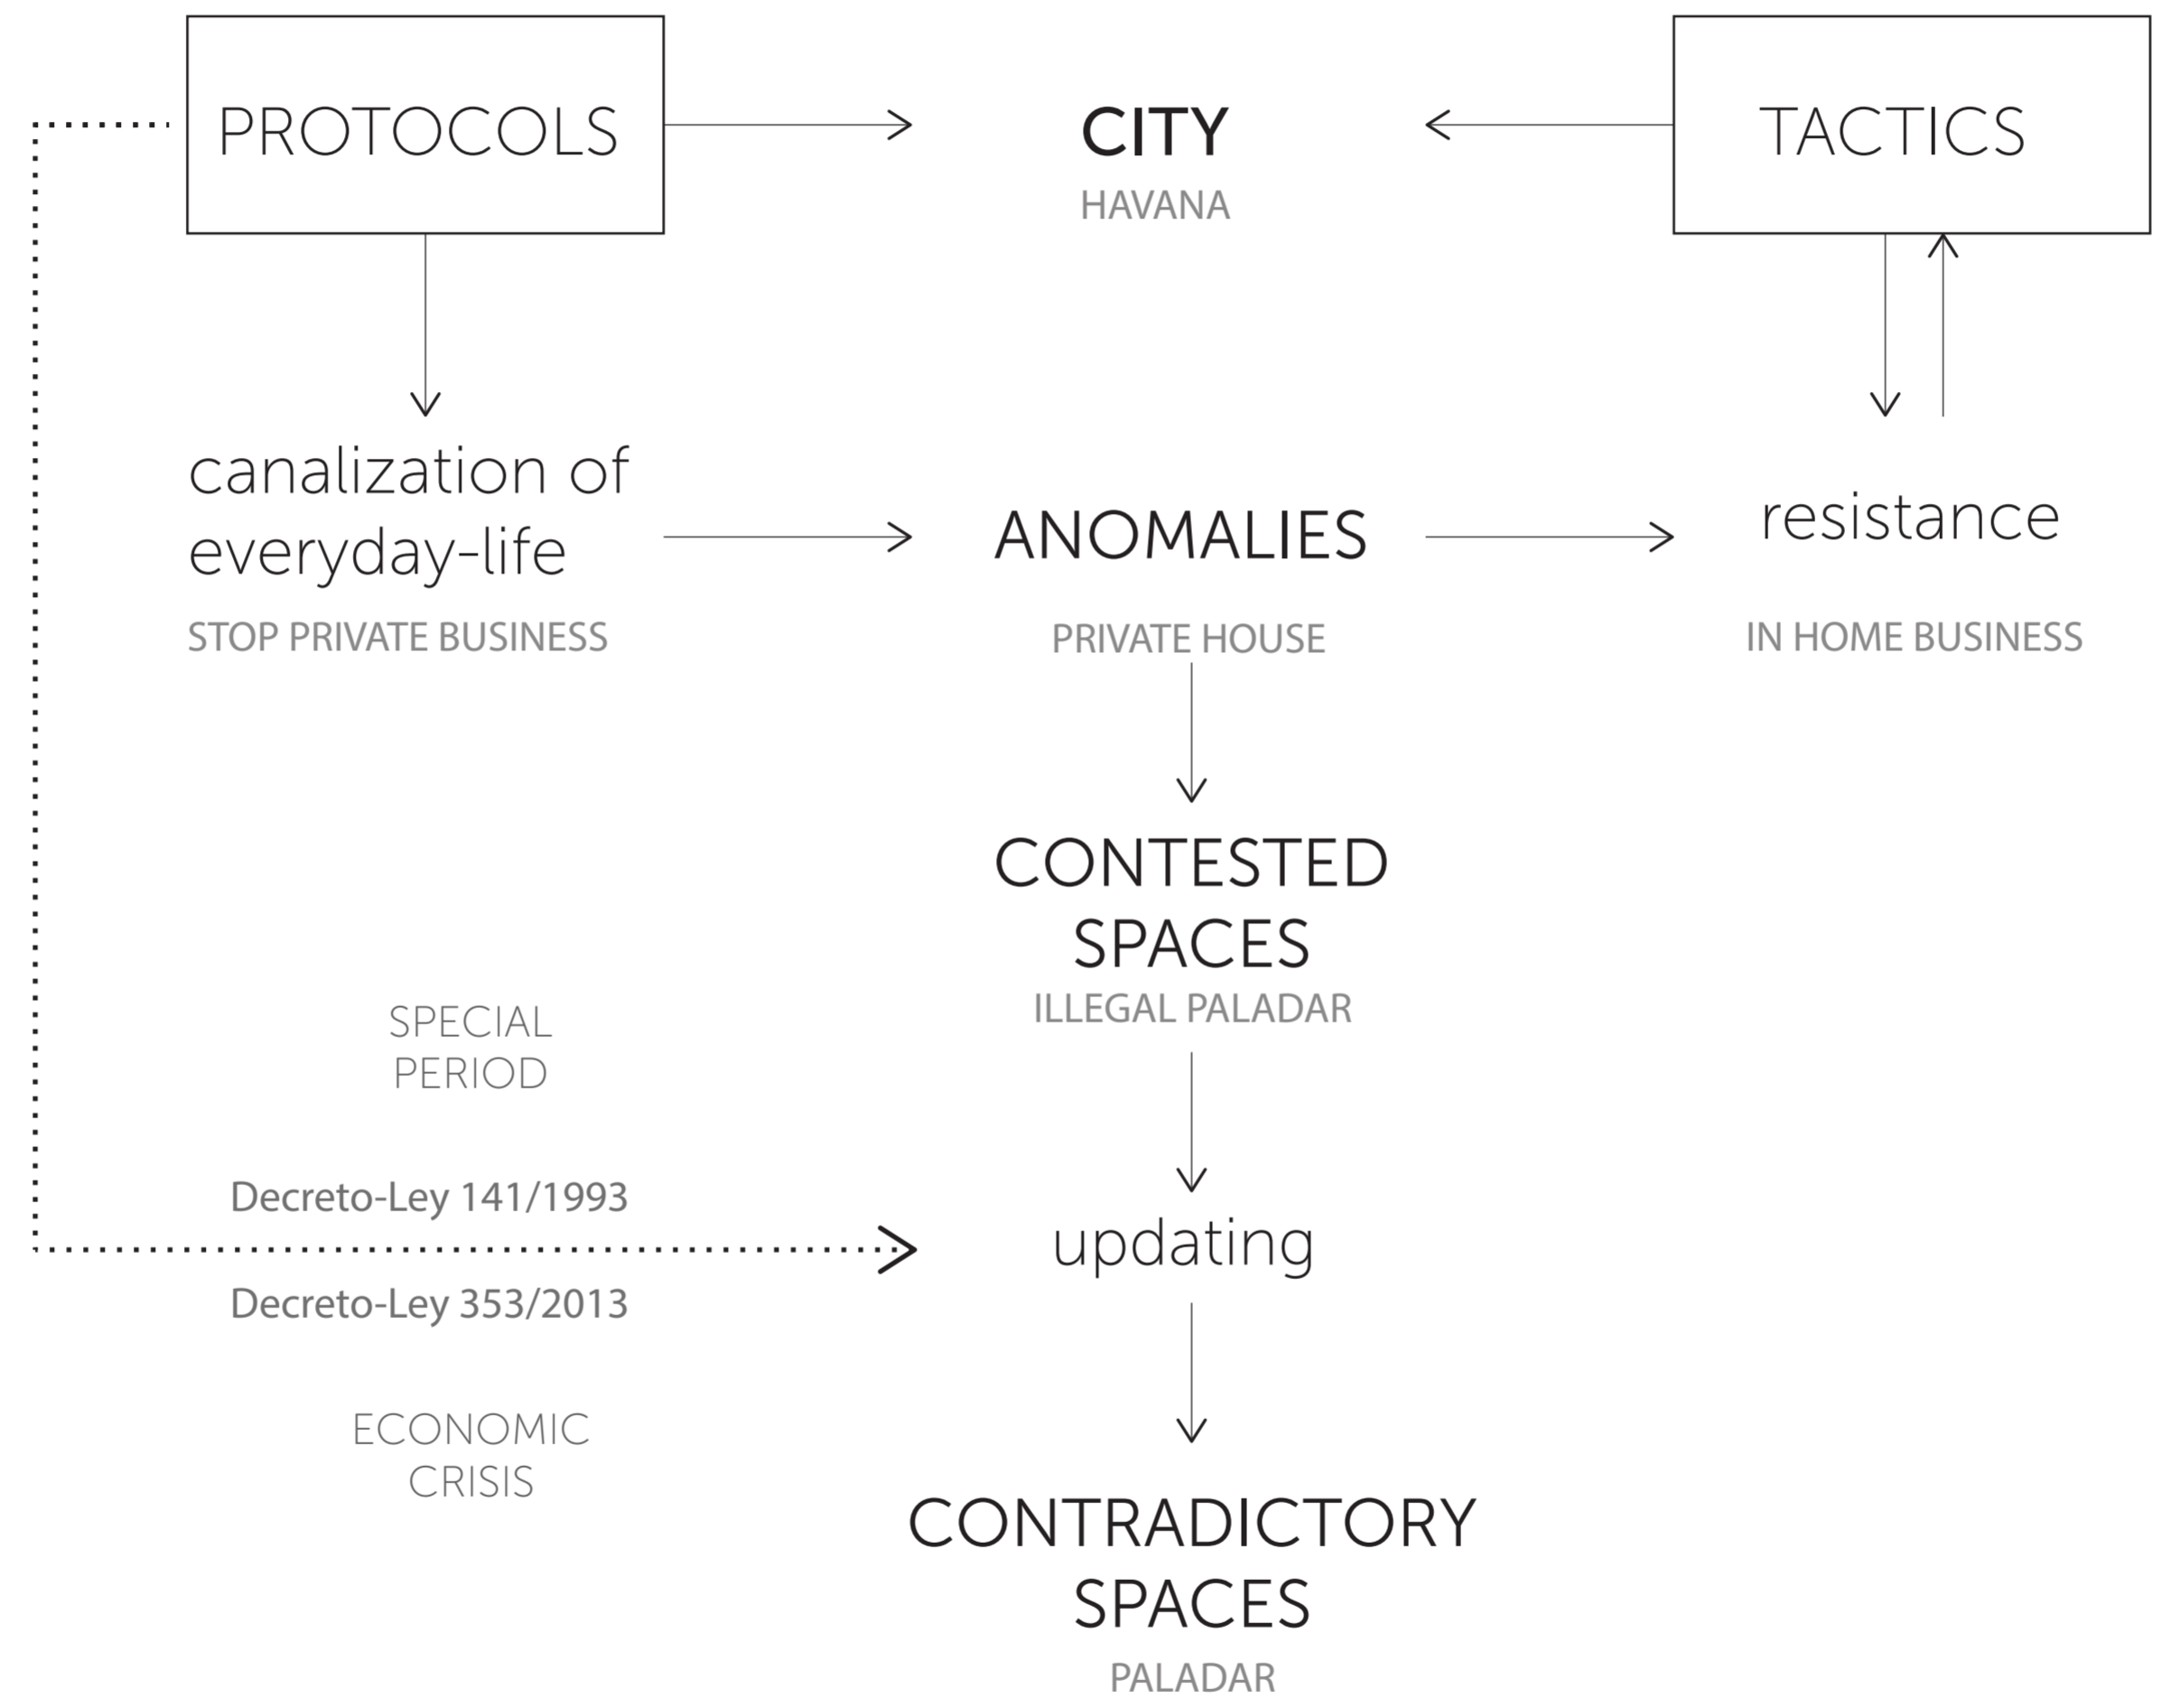 PROTOCOLS
CITY
HAVANA
TACTICS
canalization of
everyday-life
STOP PRIVATE BUSINESS
ANOMALIES
PRIVATE HOUSE
resistance
IN HOME BUSINESS
CONTESTED
SPACES
ILLEGAL PALADAR
SPECIAL
PERIOD
Decreto-Ley 141/1993
Decreto-Ley 353/2013
ECONOMIC
CRISIS
updating
CONTRADICTORY
SPACES
PALADAR